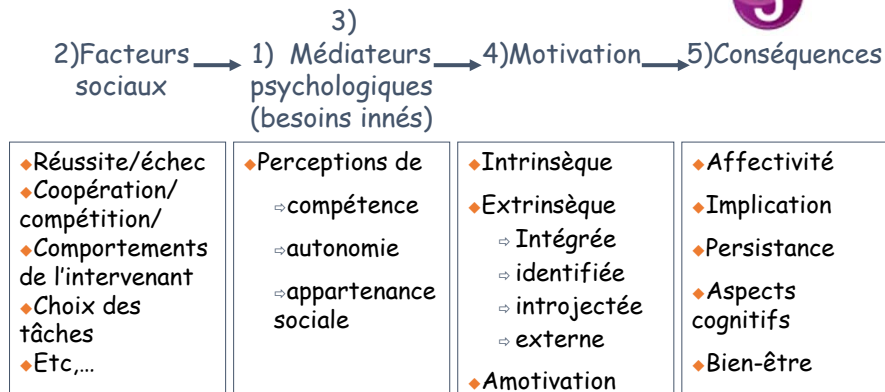 3)
2)Facteurs sociaux
1) Médiateurs psychologiques (besoins innés)
4)Motivation
5)Conséquences
5
◆Réussite/échec
◆Coopération/
compétition/
◆Comportements
de l'intervenant
◆Choix des
tâches
◆Etc,…
◆Perceptions de
⇨compétence
⇨autonomie
⇨appartenance
sociale
◆Intrinsèque
◆Extrinsèque
⇨ Intégrée
⇨ identifiée
⇨ introjectée
⇨ externe
◆Amotivation
◆Affectivité
◆Implication
◆Persistance
◆Aspects
cognitifs
◆Bien-être